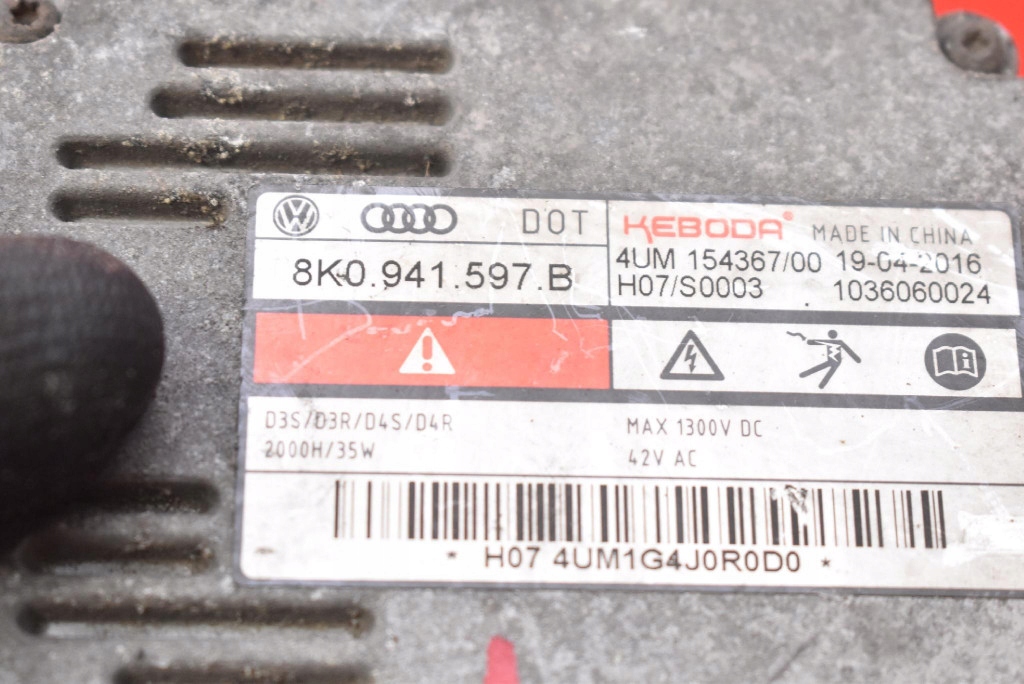 DOT
8K0.941.597.B
KEBODA MADE IN CHINA
4UM 154367/00 19-04-2016
H07/S0003 1036060024
D3S/D3R/D4S/D4R
2000H/35W
MAX 1300V DC
42V AC
* H07 4UM1G4J0R0D0 *